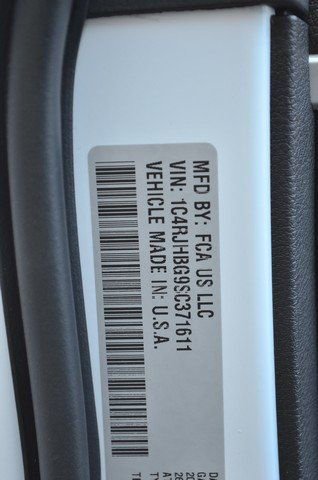 MFD BY: FCA US LLC
VIN: 1C4RJHBG9SC371611
VEHICLE MADE IN: U.S.A.